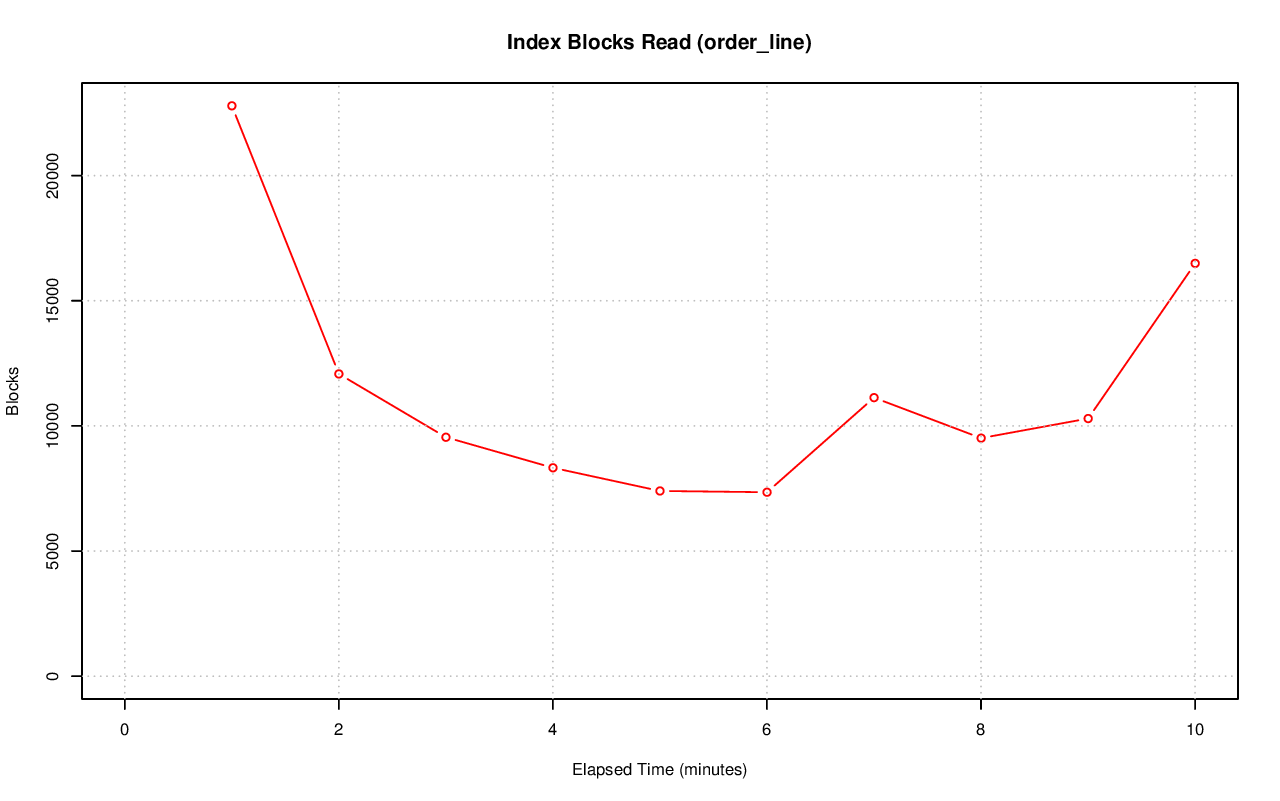 Index Blocks Read (order_line)
Blocks
20000
15000
10000
5000
0
0 2 4 6 8 10
Elapsed Time (minutes)